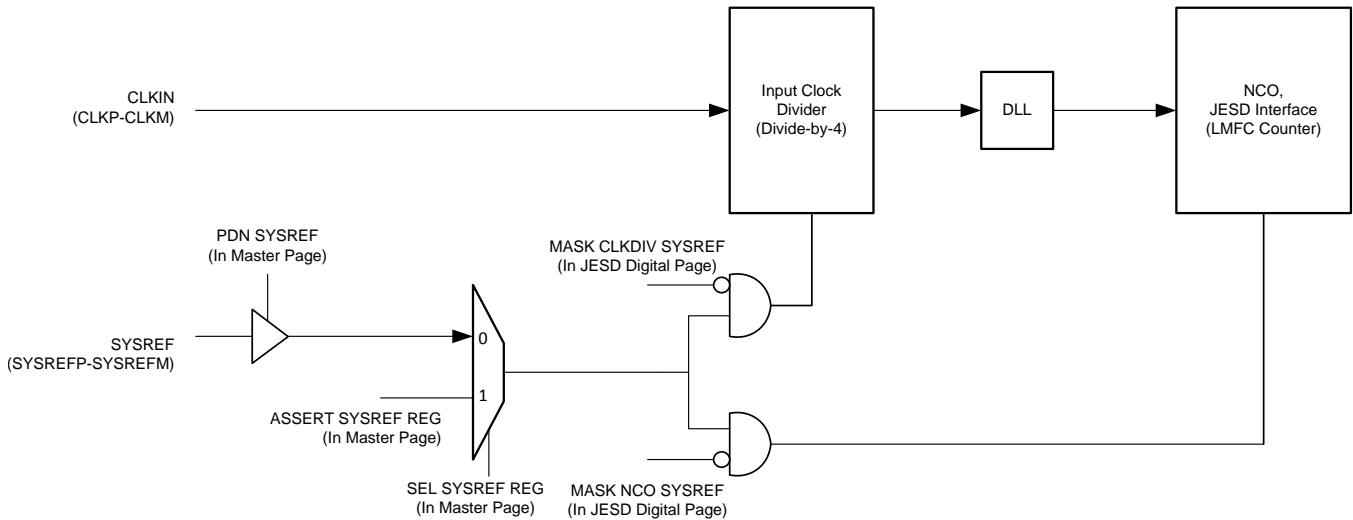 CLKIN
(CLKP-CLKM)
Input Clock
Divider
(Divide-by-4)
DLL
NCO,
JESD Interface
(LMFC Counter)
PDN SYSREF
(In Master Page)
MASK CLKDIV SYSREF
(In JESD Digital Page)
SYSREF
(SYSREFP-SYSREFM)
0
1
ASSERT SYSREF REG
(In Master Page)
SEL SYSREF REG
(In Master Page)
MASK NCO SYSREF
(In JESD Digital Page)